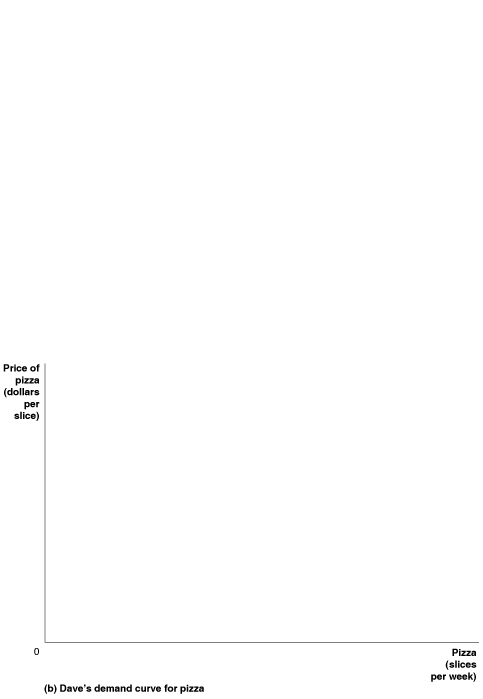 Price of
pizza
(dollars
per
slice)
0
Pizza
(slices
per week)
(b) Dave's demand curve for pizza